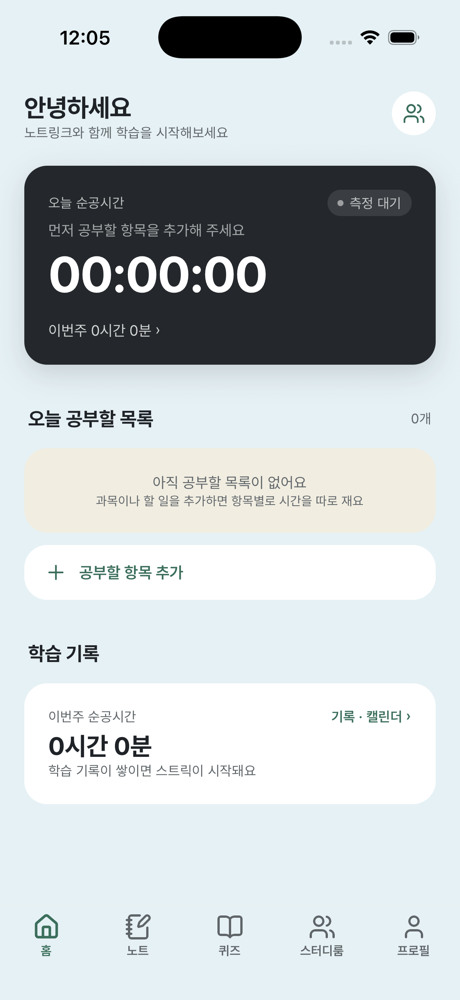 12:05
안녕하세요
노트링크와 함께 학습을 시작해보세요
오늘 순공시간
측정 대기
먼저 공부할 항목을 추가해 주세요
00:00:00
이번주 0시간 0분 ›
오늘 공부할 목록
0개
아직 공부할 목록이 없어요
과목이나 할 일을 추가하면 항목별로 시간을 따로 재요
+ 공부할 항목 추가
학습 기록
이번주 순공시간
기록 · 캘린더 ›
0시간 0분
학습 기록이 쌓이면 스트릭이 시작돼요
홈
노트
퀴즈
스터디룸
프로필